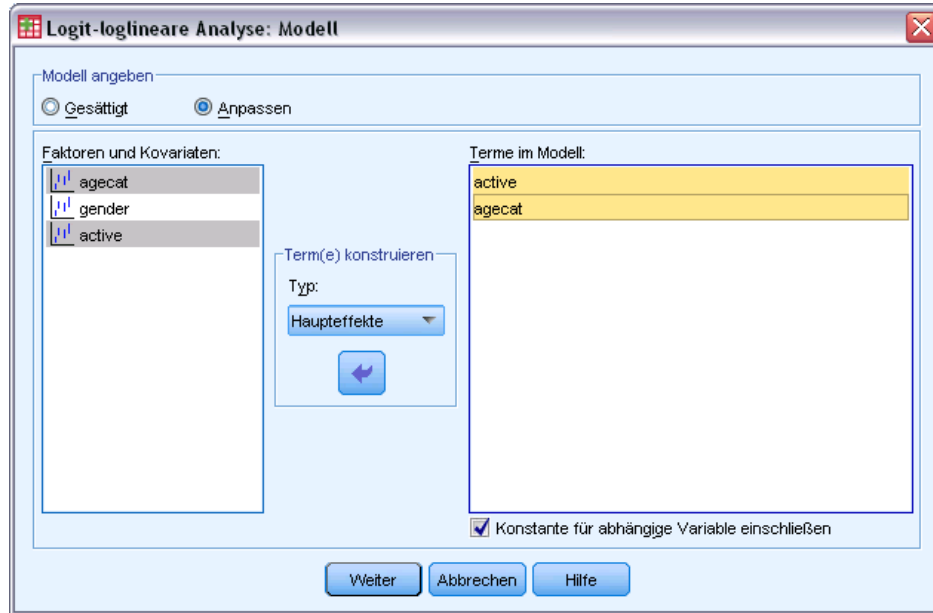 Logit-loglineare Analyse: Modell
Modell angeben
Gesättigt
Anpassen
Faktoren und Kovariaten:
agecat
gender
active
Term(e) konstruieren
Typ:
Haupteffekte
Terme im Modell:
active
agecat
Konstante für abhängige Variable einschließen
Weiter
Abbrechen
Hilfe